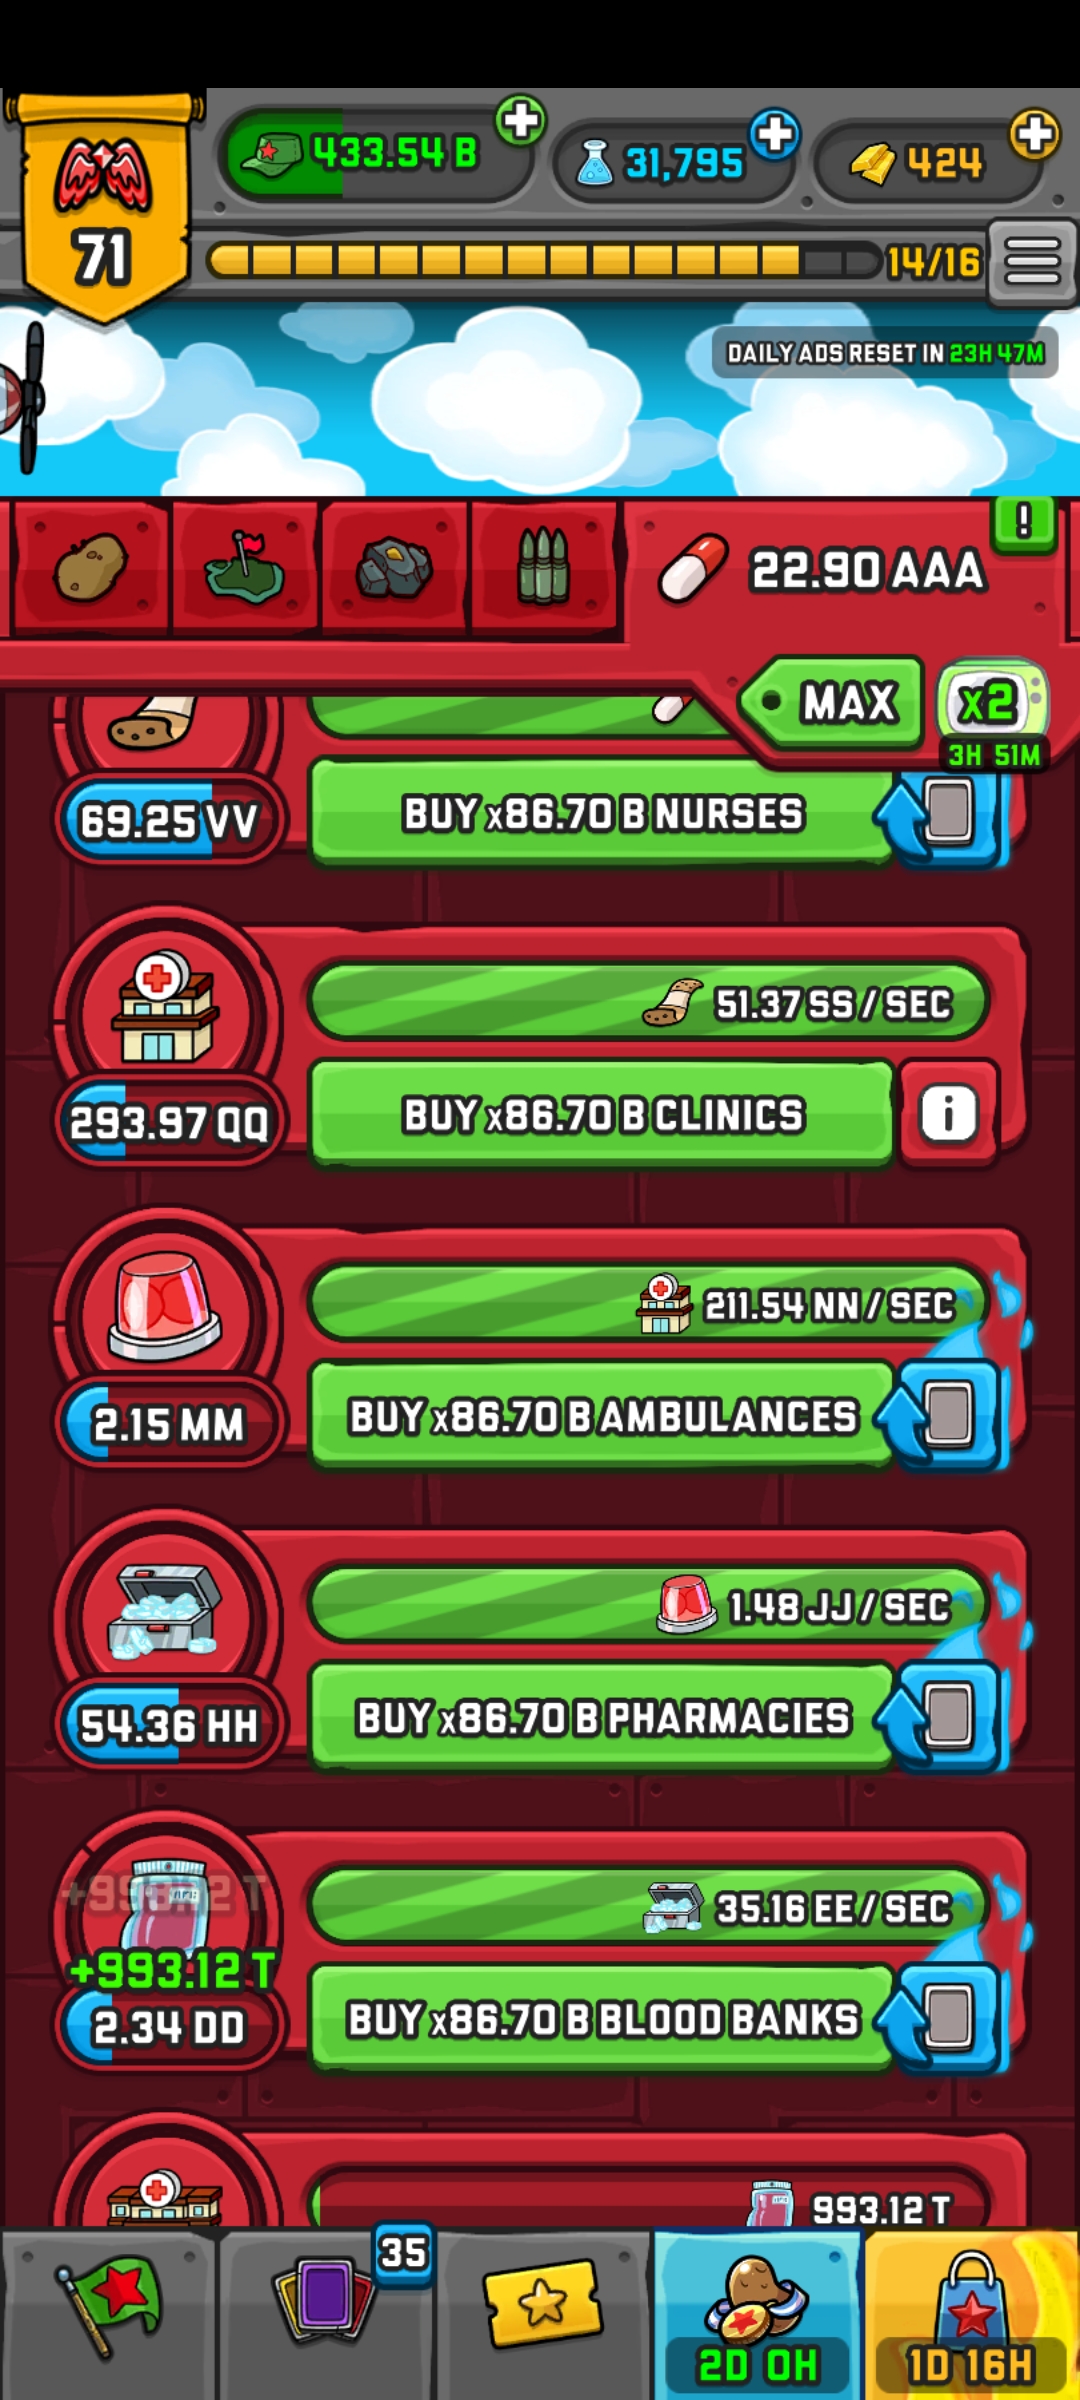 433.54 B
31,795
424
71
14/16
DAILY ADS RESET IN 23H 47M
!
22.90 AAA
MAX
x2
3H 51M
69.25 VV
BUY x86.70 B NURSES
51.37 SS / SEC
293.97 QQ
BUY x86.70 B CLINICS
i
211.54 NN / SEC
2.15 MM
BUY x86.70 B AMBULANCES
1.48 JJ / SEC
54.36 HH
BUY x86.70 B PHARMACIES
+993.12 T
35.16 EE / SEC
+993.12 T
2.34 DD
BUY x86.70 B BLOOD BANKS
993.12 T
35
2D 0H
1D 16H